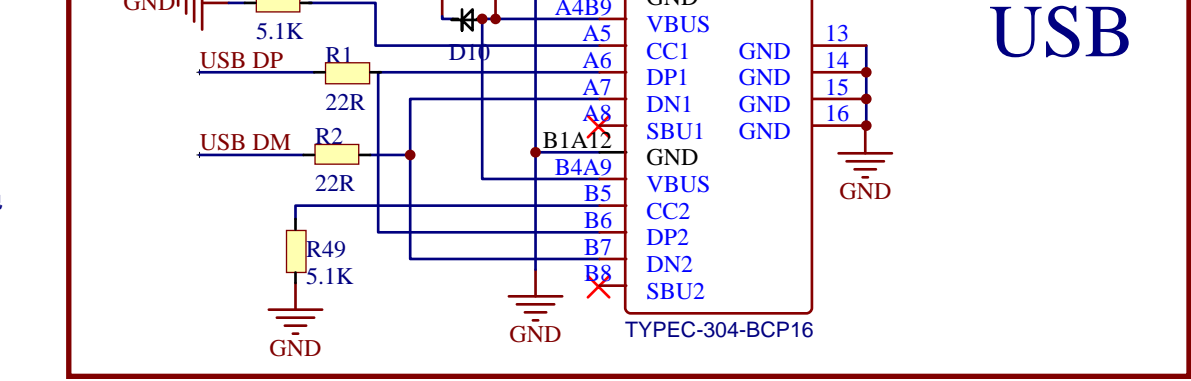 GND
5.1K
USB DP
R1
22R
USB DM
R2
22R
R49
5.1K
GND
D10
GND
A4B9
VBUS
A5
CC1
A6
DP1
A7
DN1
A8
SBU1
B1A12
GND
B4A9
VBUS
B5
CC2
B6
DP2
B7
DN2
B8
SBU2
GND
13
GND
14
GND
15
GND
16
GND
GND
TYPEC-304-BCP16
USB